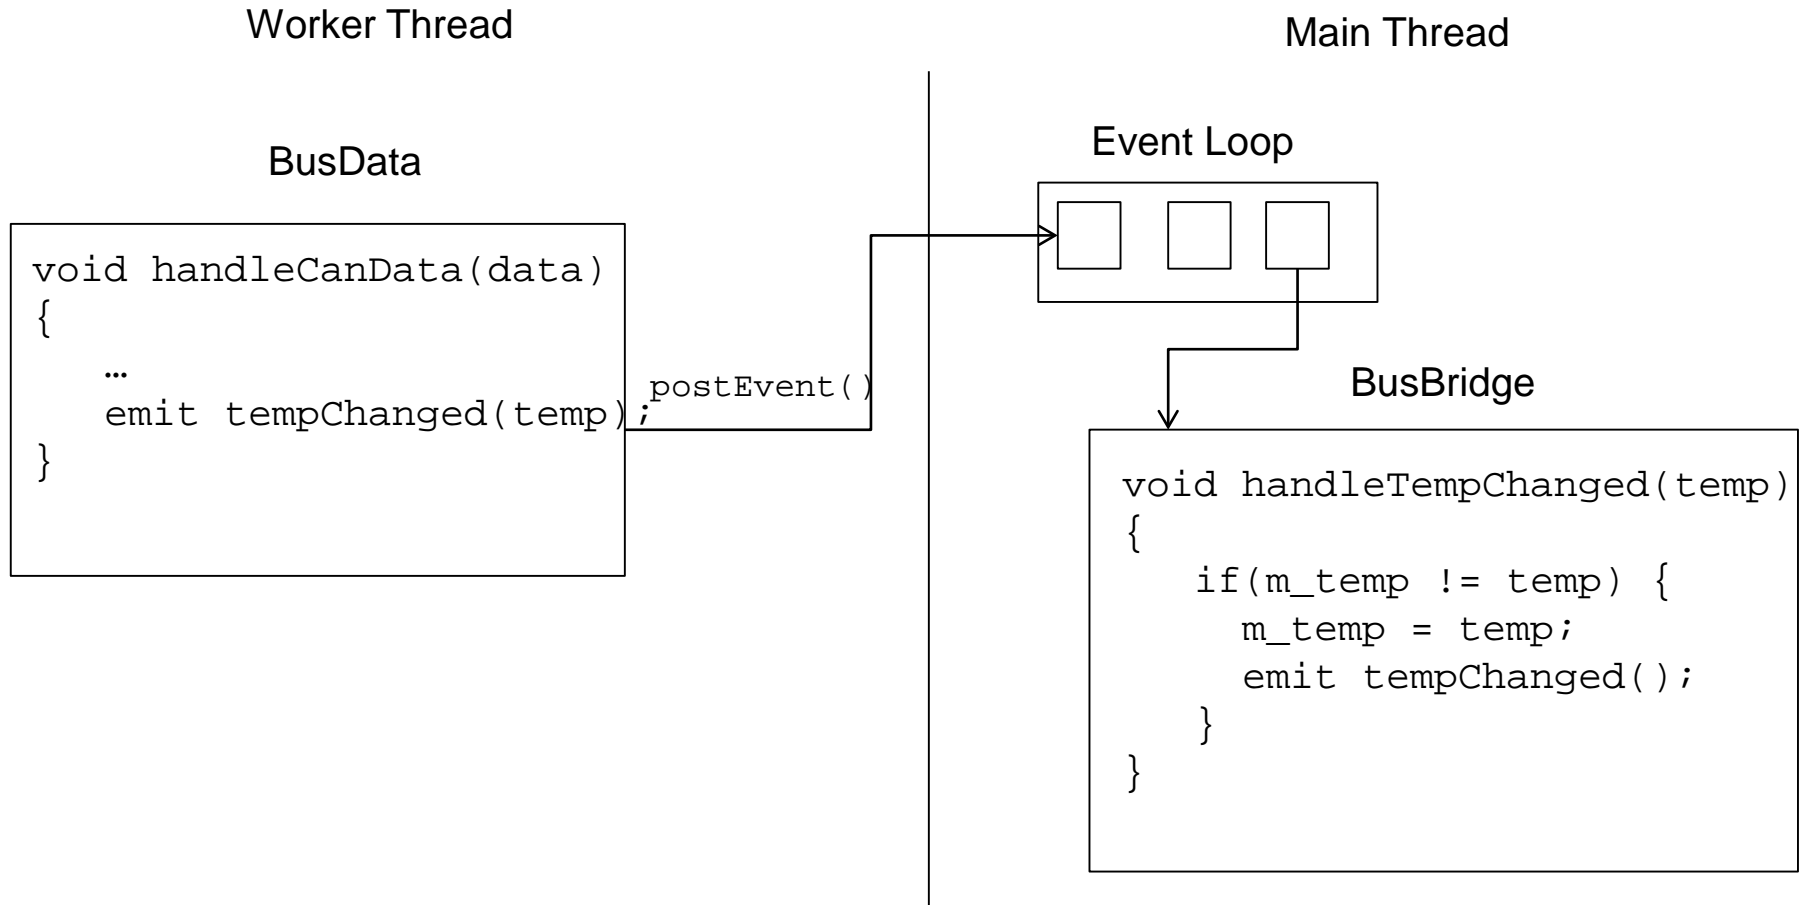 Worker Thread
Main Thread
BusData
Event Loop
void handleCanData(data)
{
…
emit tempChanged(temp);
}
postEvent()
BusBridge
void handleTempChanged(temp)
{
if(m_temp != temp) {
m_temp = temp;
emit tempChanged();
}
}